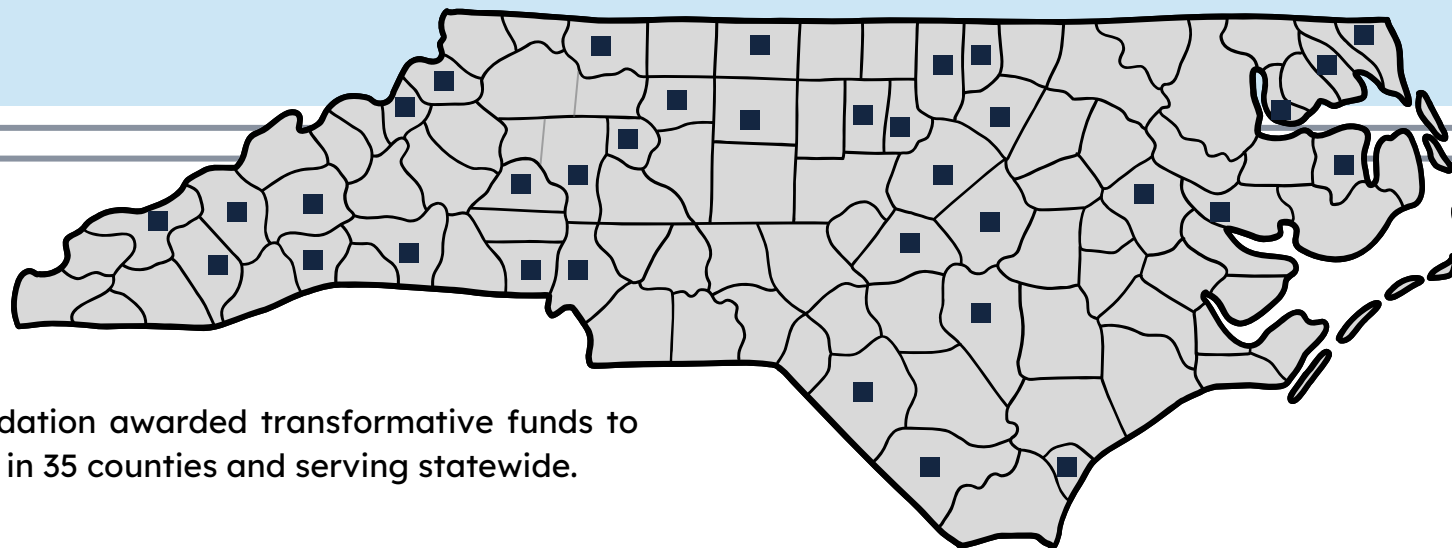 dation awarded transformative funds to
in 35 counties and serving statewide.